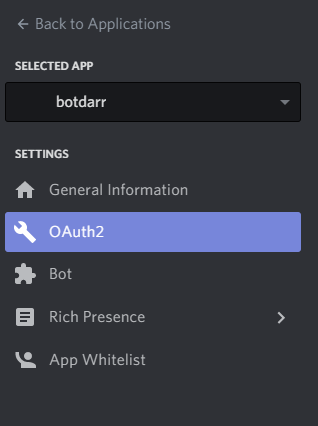 Back to Applications
SELECTED APP
botdarr
SETTINGS
General Information
OAuth2
Bot
Rich Presence
App Whitelist